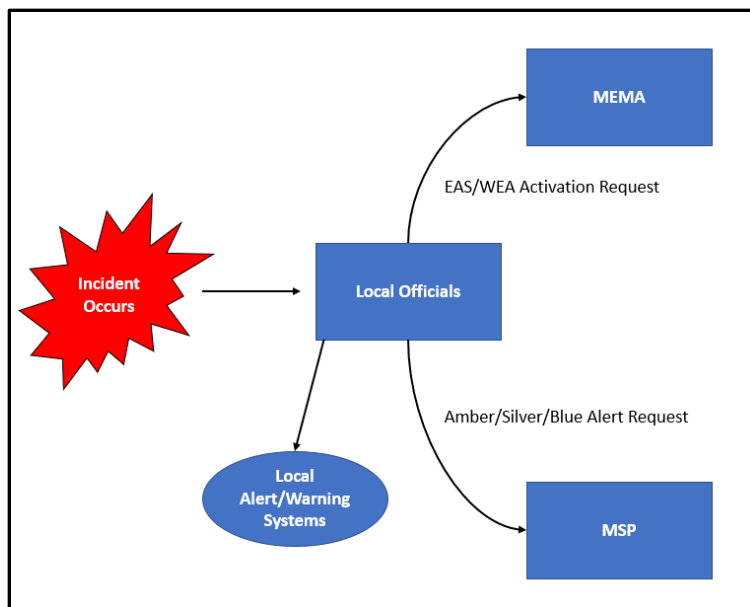 MEMA
EAS/WEA Activation Request
Incident
Occurs
Local Officials
Amber/Silver/Blue Alert Request
Local
Alert/Warning
Systems
MSP